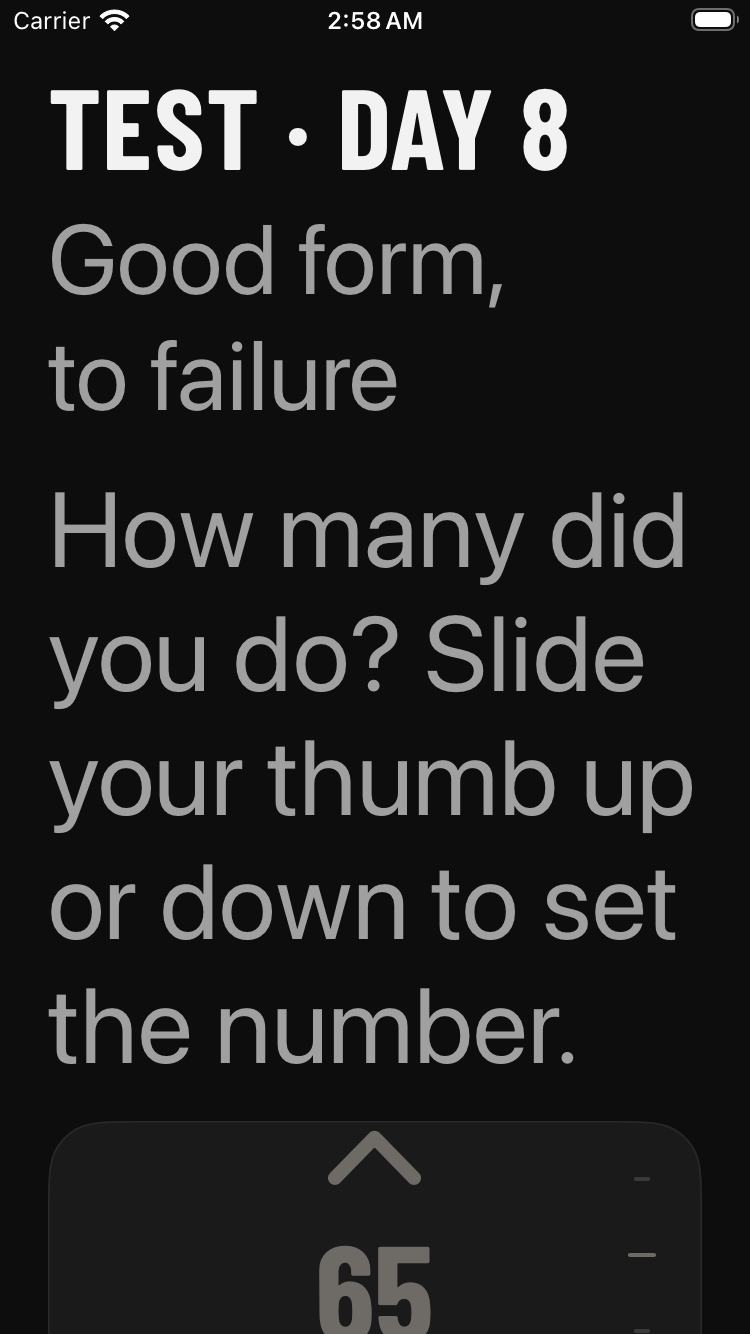 Carrier
2:58 AM
TEST · DAY 8
Good form,
to failure
How many did
you do? Slide
your thumb up
or down to set
the number.
65